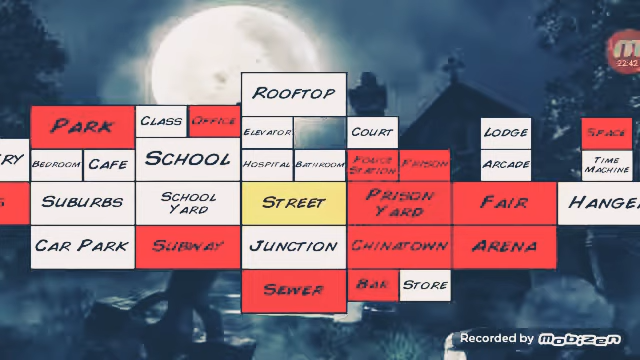 ROOFTOP
PARK
CLASS
OFFICE
ELEVATOR
COURT
LODGE
SPACE
22:42
RY
BEDROOM
CAFE
SCHOOL
HOSPITAL
BATHROOM
POLICE
STATION
PRISON
ARCADE
TIME
MACHINE
S
SUBURBS
SCHOOL
YARD
STREET
PRISON
YARD
FAIR
HANGE
CAR PARK
SUBWAY
JUNCTION
CHINATOWN
ARENA
SEWER
BAR
STORE
Recorded by mobizen